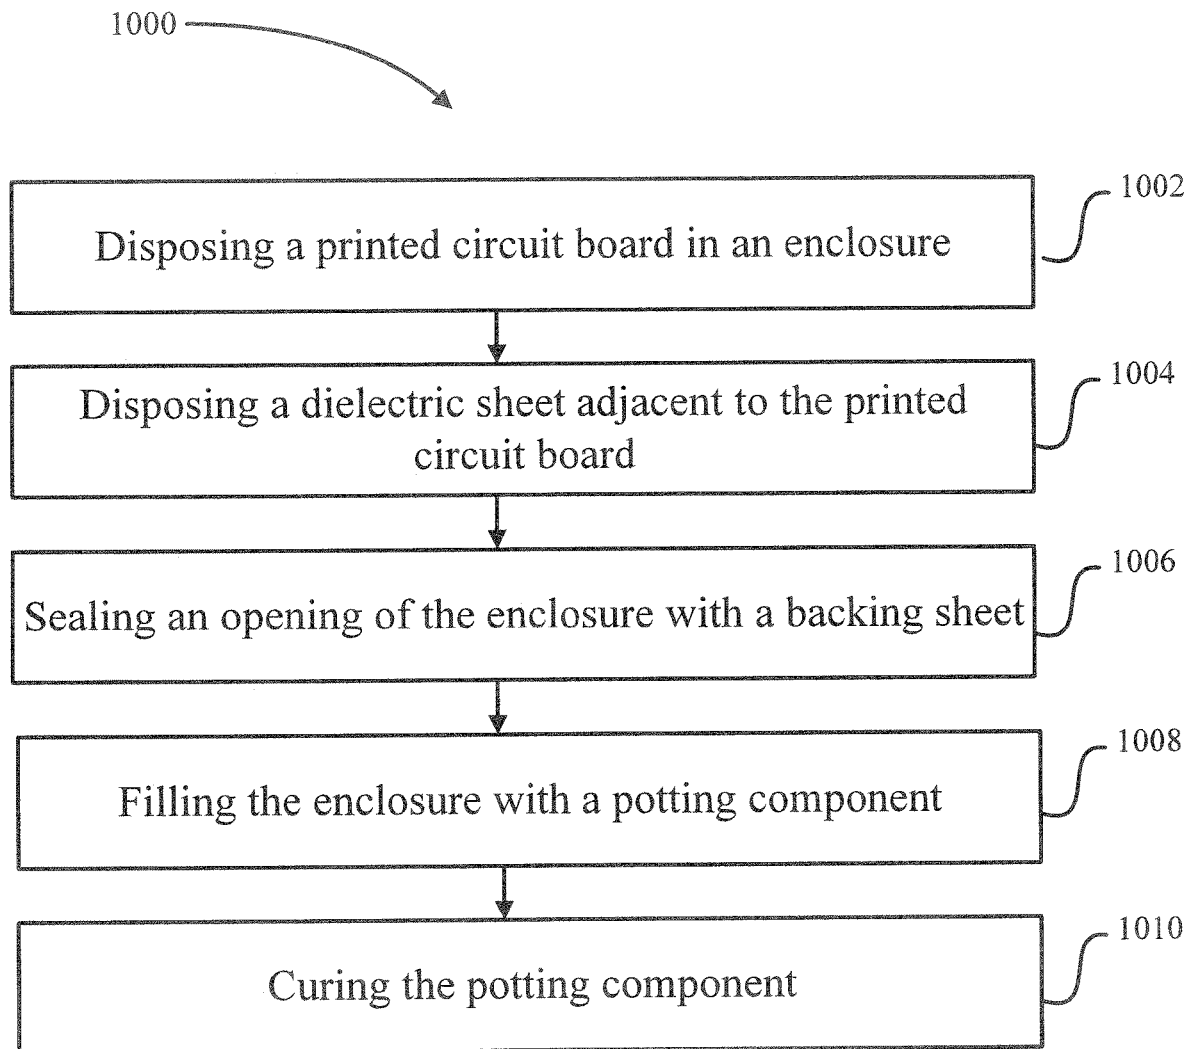 1000
1002
Disposing a printed circuit board in an enclosure
1004
Disposing a dielectric sheet adjacent to the printed
circuit board
1006
Sealing an opening of the enclosure with a backing sheet
1008
Filling the enclosure with a potting component
1010
Curing the potting component